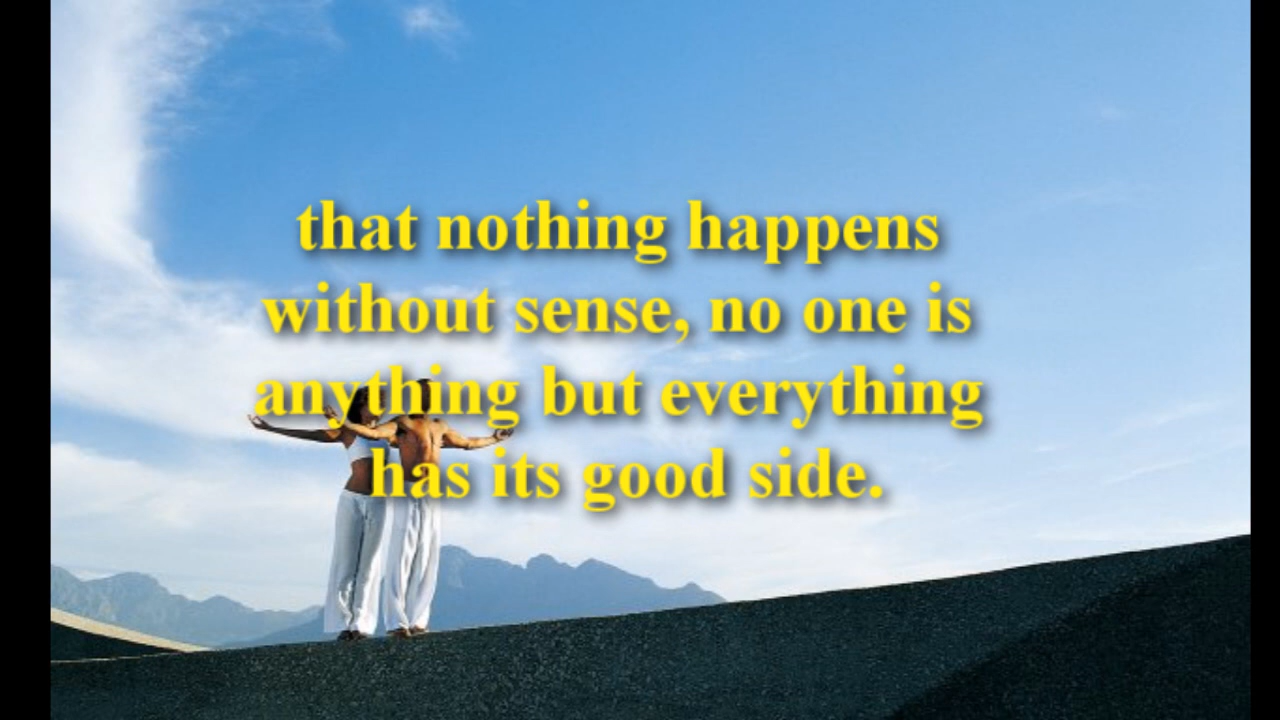 that nothing happens
without sense, no one is
anything but everything
has its good side.